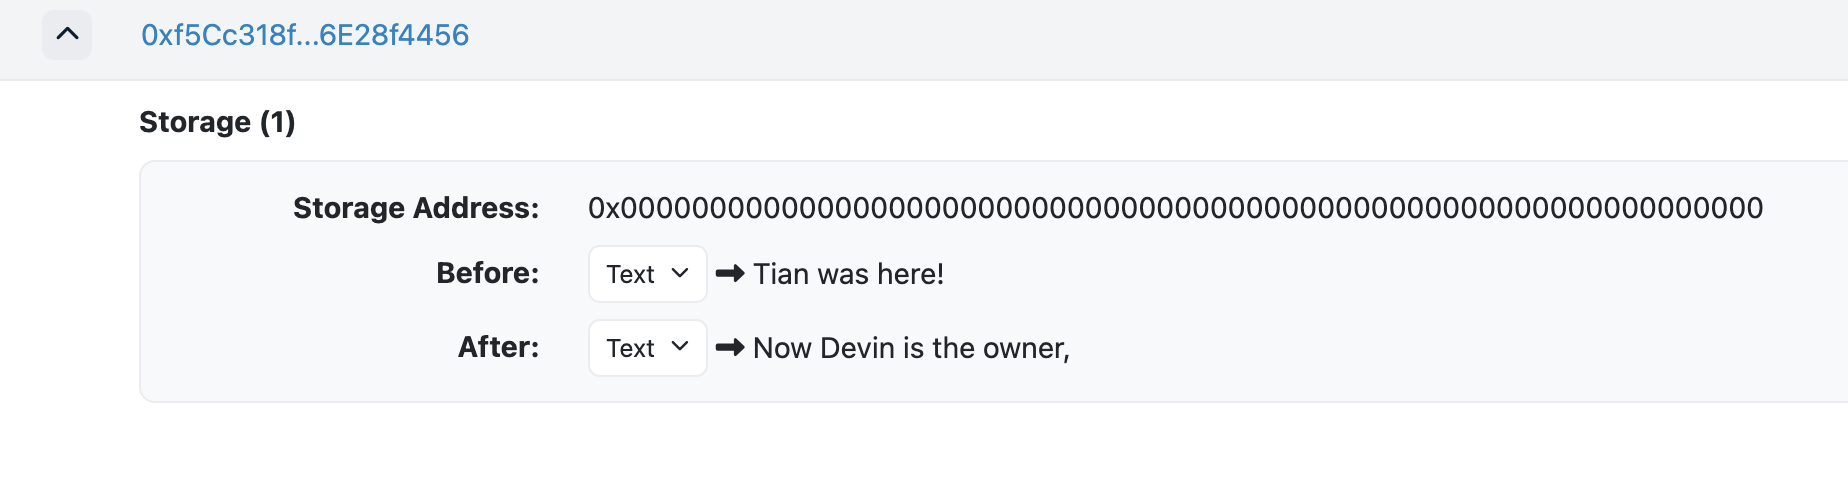 0xf5Cc318f...6E28f4456
Storage (1)
Storage Address: 0x0000000000000000000000000000000000000000000000000000000000000000
Before: Text Tian was here!
After: Text Now Devin is the owner,